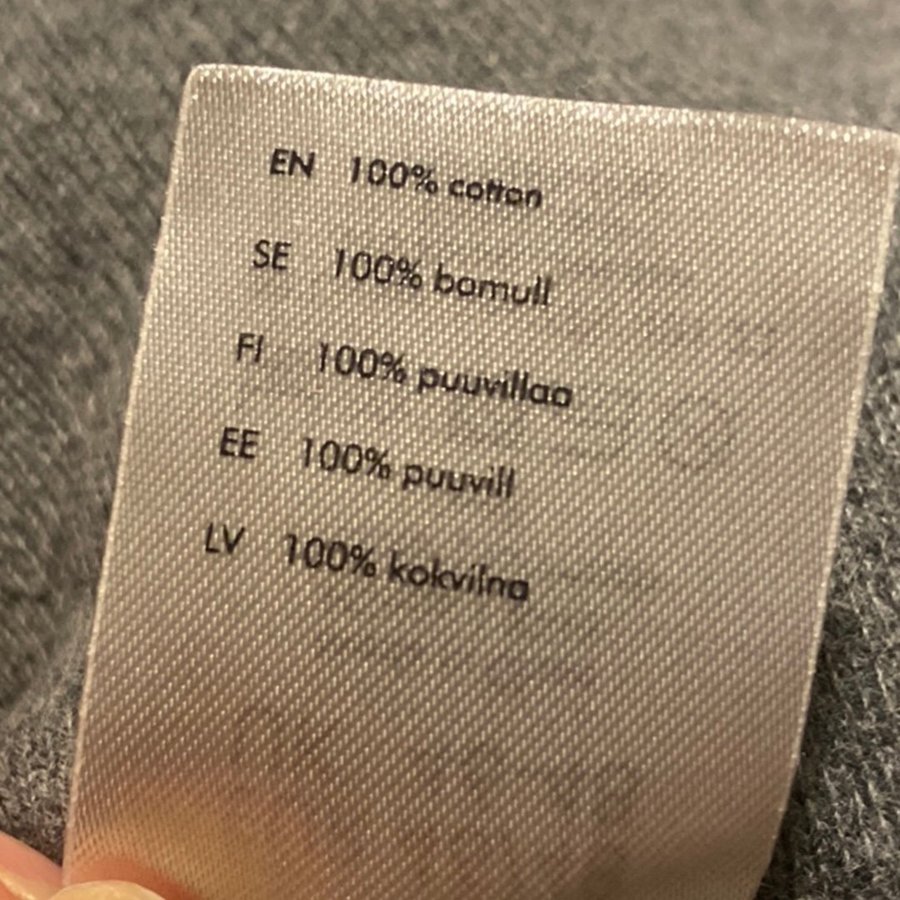 EN 100% cotton
SE 100% bomull
FI 100% puuvillaa
EE 100% puuvill
LV 100% kokvilna